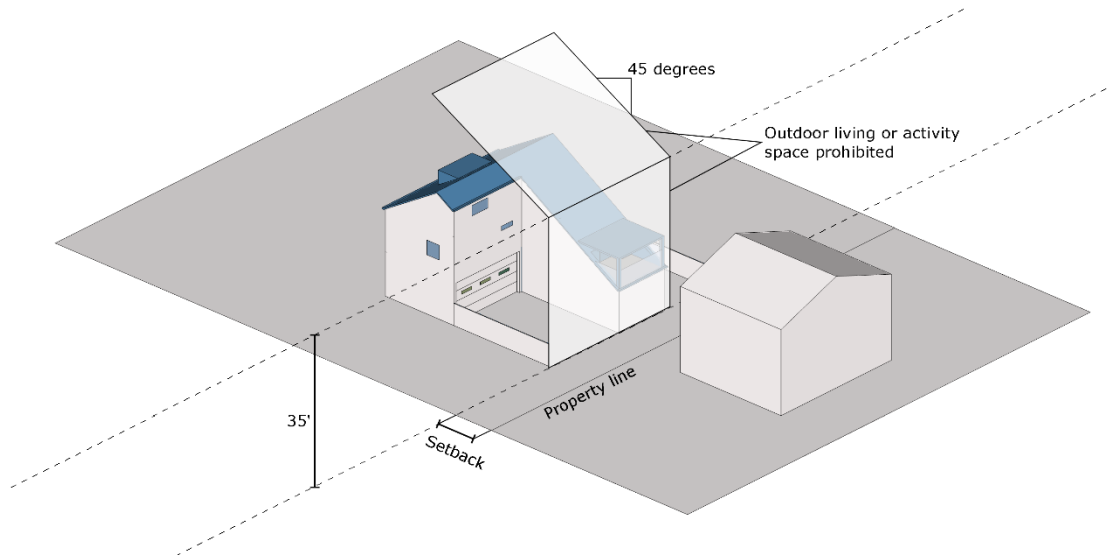 45 degrees
Outdoor living or activity
space prohibited
35'
Property line
Setback